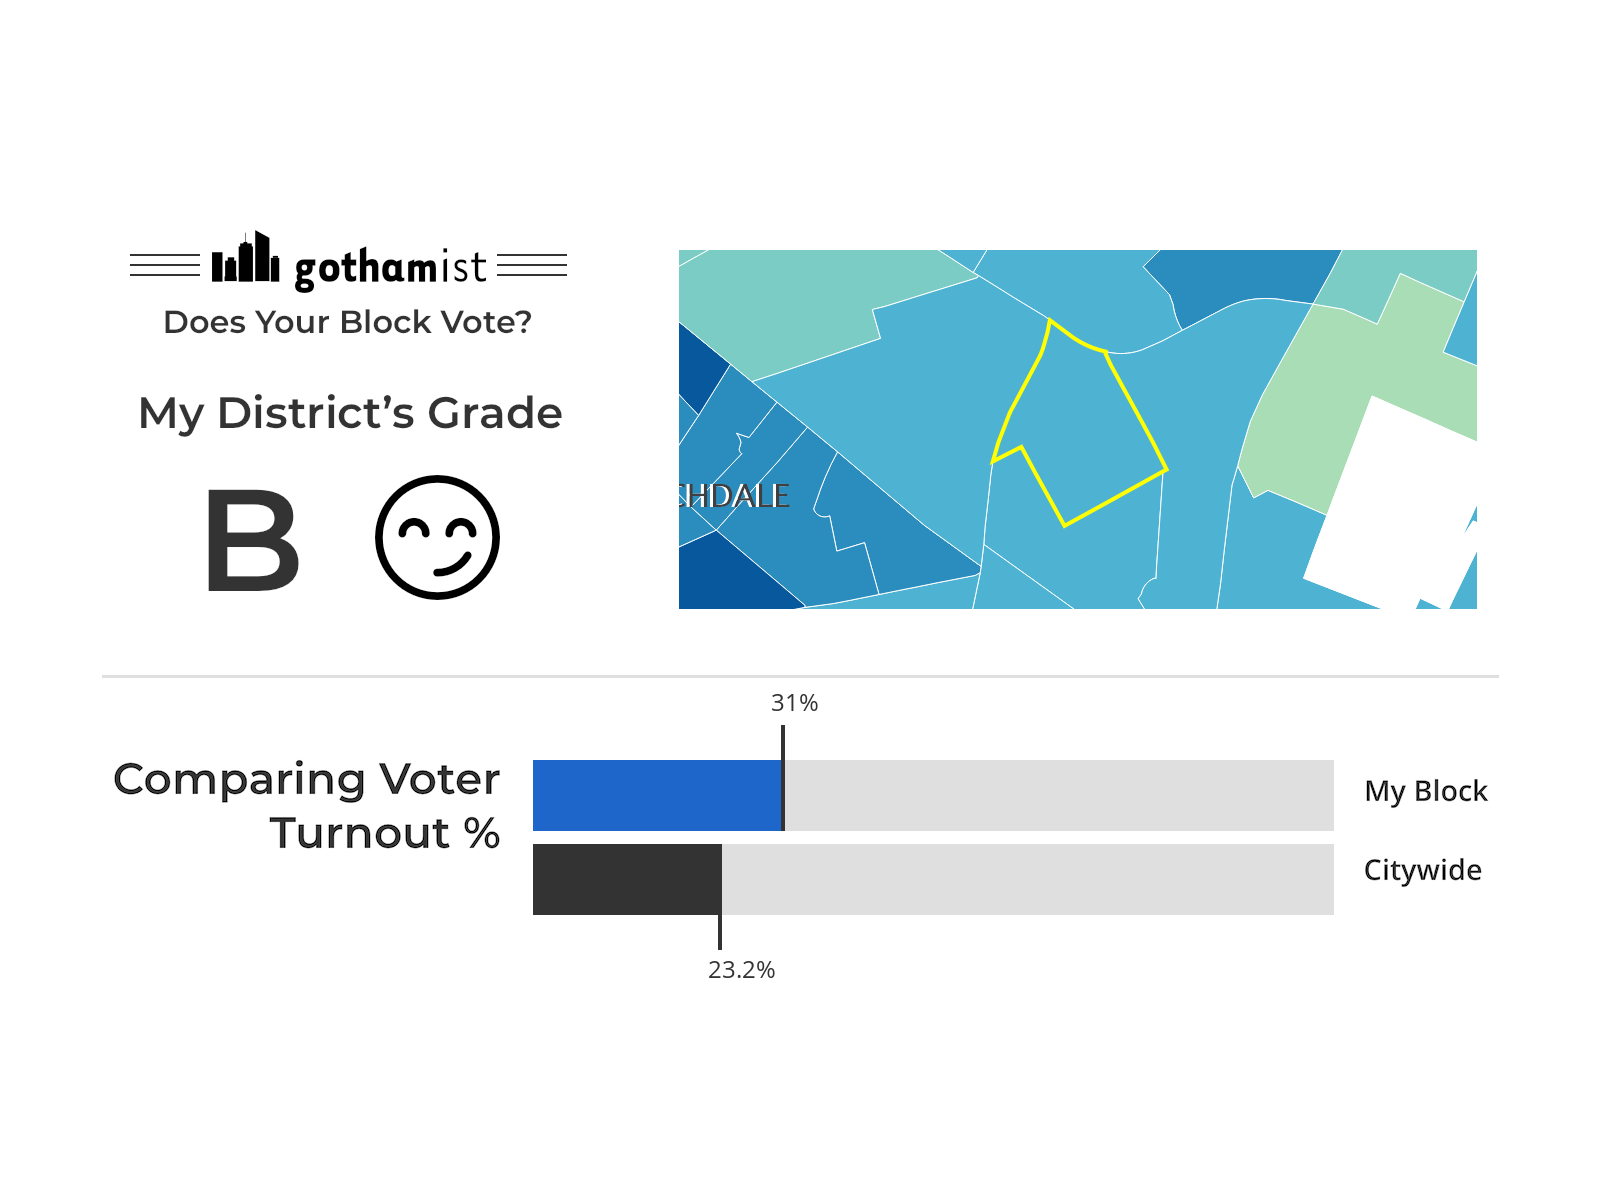 gothamist
Does Your Block Vote?
My District’s Grade
B
CHDALE
31%
Comparing Voter
Turnout %
My Block
Citywide
23.2%